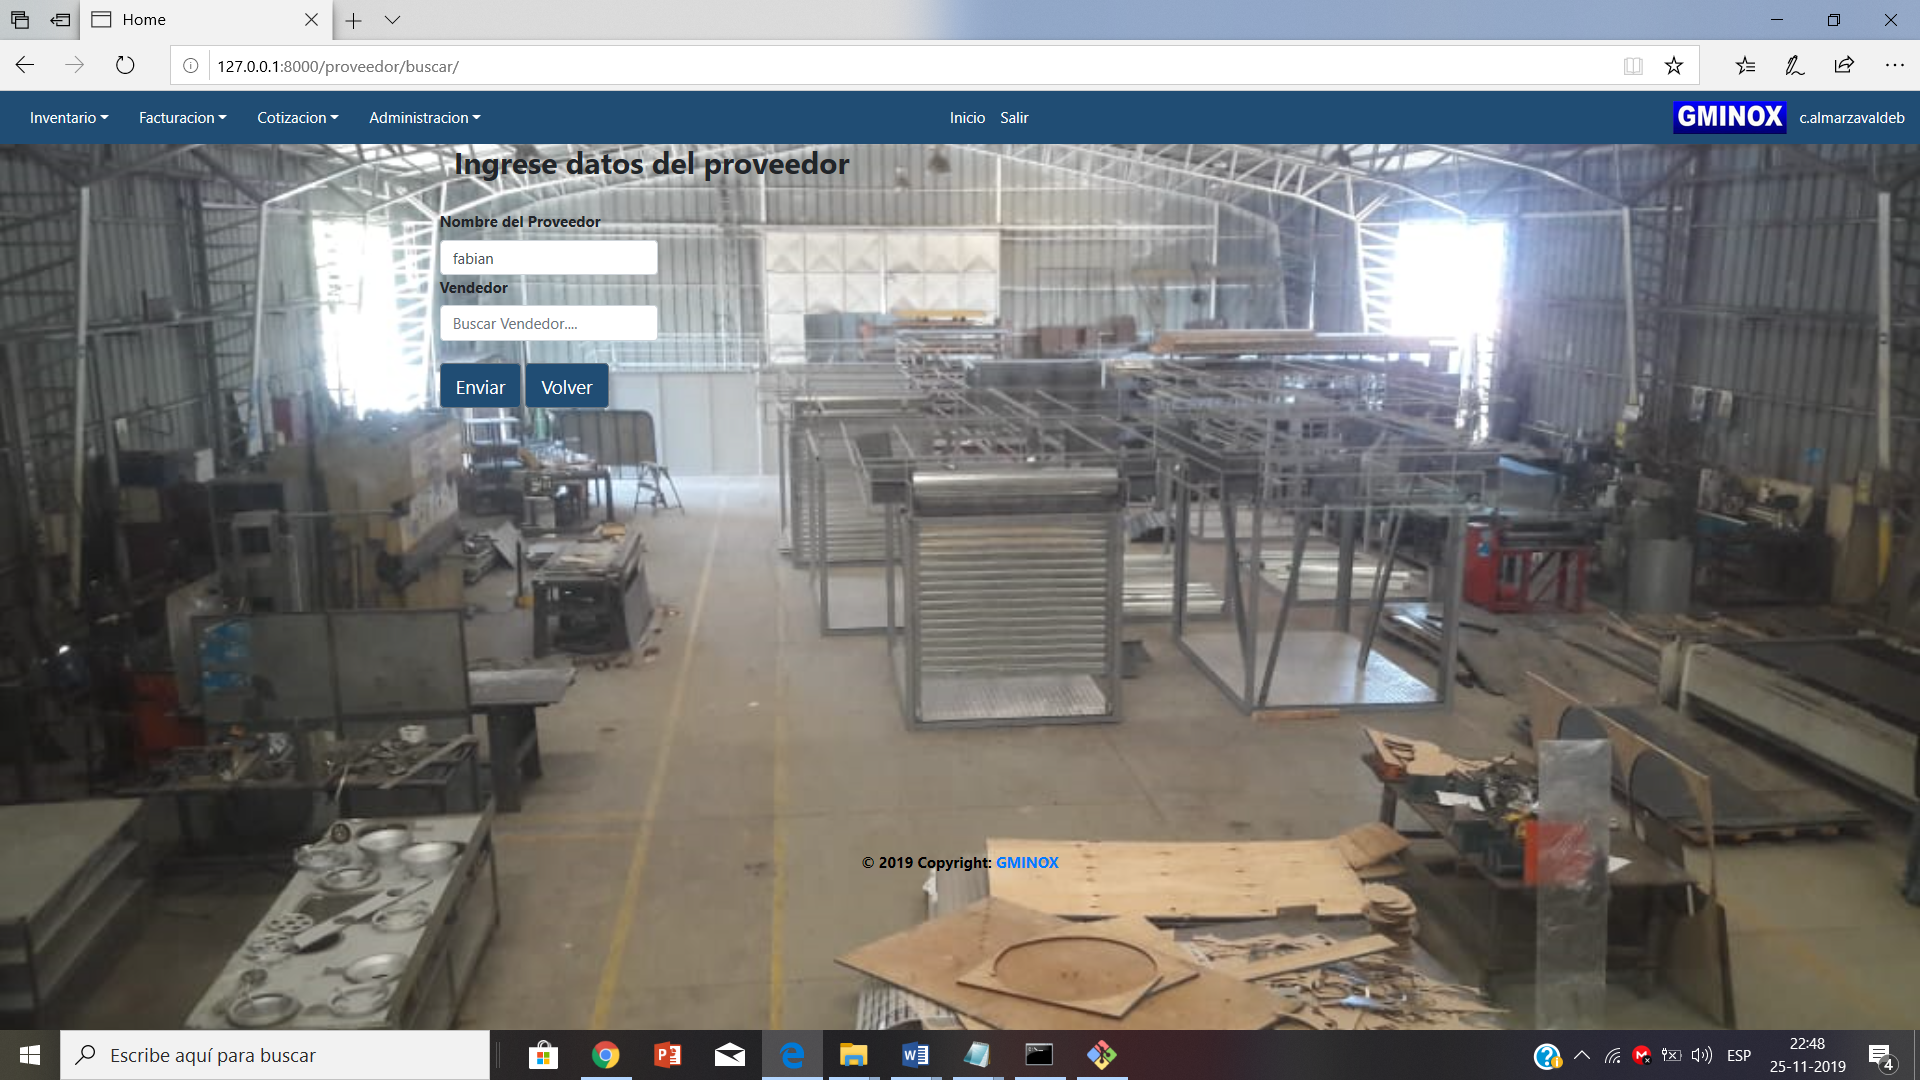 Home
127.0.0.1:8000/proveedor/buscar/
Inventario Facturacion Cotizacion Administracion Inicio Salir GMINOX c.almarzavaldeb
Ingrese datos del proveedor
Nombre del Proveedor
fabian
Vendedor
Buscar Vendedor....
Enviar Volver
© 2019 Copyright: GMINOX
Escribe aquí para buscar
ESP
22:48
25-11-2019
4